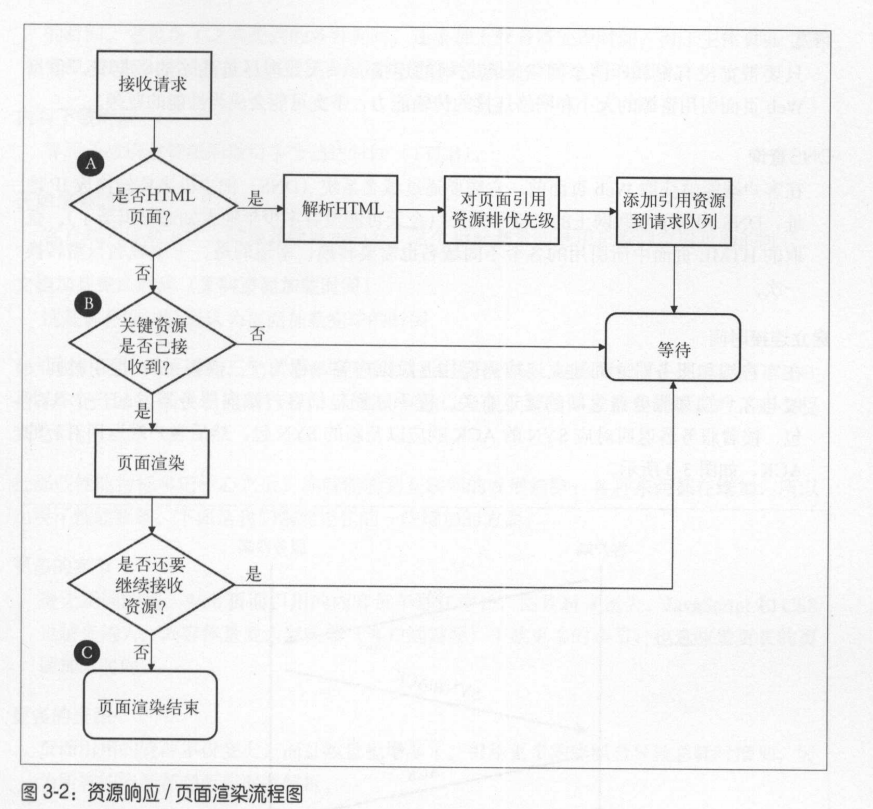 接收请求
A
是否HTML
页面?
是
解析HTML
对页面引用
资源排优先级
添加引用资源
到请求队列
否
B
关键资源
是否已接
收到?
否
等待
是
页面渲染
是否还要
继续接收
资源?
是
C
否
页面渲染结束
图 3-2：资源响应 / 页面渲染流程图